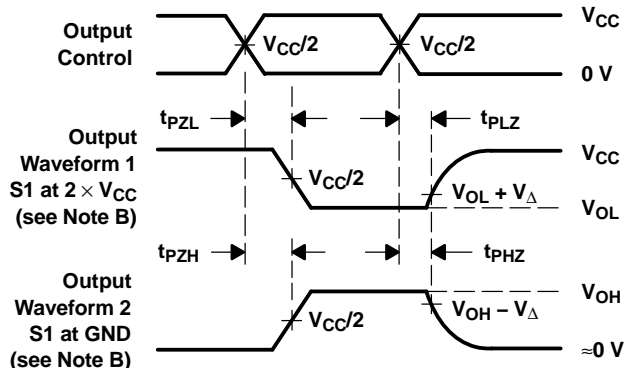 Output
Control
V_CC/2
V_CC/2
V_CC
0 V
t_PZL
t_PLZ
Output
Waveform 1
S1 at 2 × V_CC
(see Note B)
V_CC/2
V_CC
V_OL + V_Δ
V_OL
t_PZH
t_PHZ
Output
Waveform 2
S1 at GND
(see Note B)
V_CC/2
V_OH
V_OH − V_Δ
≈0 V